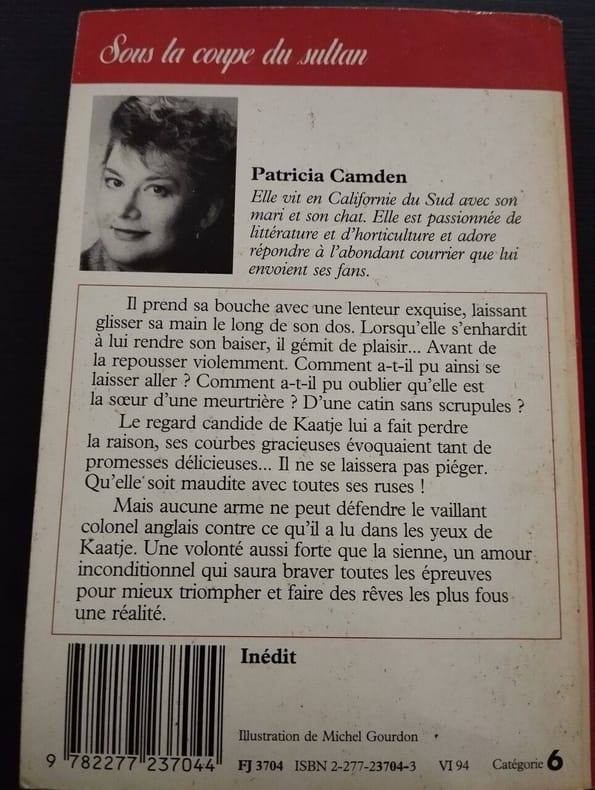 Sous la coupe du sultan
Patricia Camden
Elle vit en Californie du Sud avec son
mari et son chat. Elle est passionnée de
littérature et d'horticulture et adore
répondre à l'abondant courrier que lui
envoient ses fans.
Il prend sa bouche avec une lenteur exquise, laissant
glisser sa main le long de son dos. Lorsqu'elle s'enhardit
à lui rendre son baiser, il gémit de plaisir... Avant de
la repousser violemment. Comment a-t-il pu ainsi se
laisser aller ? Comment a-t-il pu oublier qu'elle est
la sœur d'une meurtrière ? D'une catin sans scrupules ?
Le regard candide de Kaatje lui a fait perdre
la raison, ses courbes gracieuses évoquaient tant de
promesses délicieuses... Il ne se laissera pas piéger.
Qu'elle soit maudite avec toutes ses ruses !
Mais aucune arme ne peut défendre le vaillant
colonel anglais contre ce qu'il a lu dans les yeux de
Kaatje. Une volonté aussi forte que la sienne, un amour
inconditionnel qui saura braver toutes les épreuves
pour mieux triompher et faire des rêves les plus fous
une réalité.
Inédit
Illustration de Michel Gourdon
9 782277 237044 FJ 3704 ISBN 2-277-23704-3 VI 94 Catégorie 6